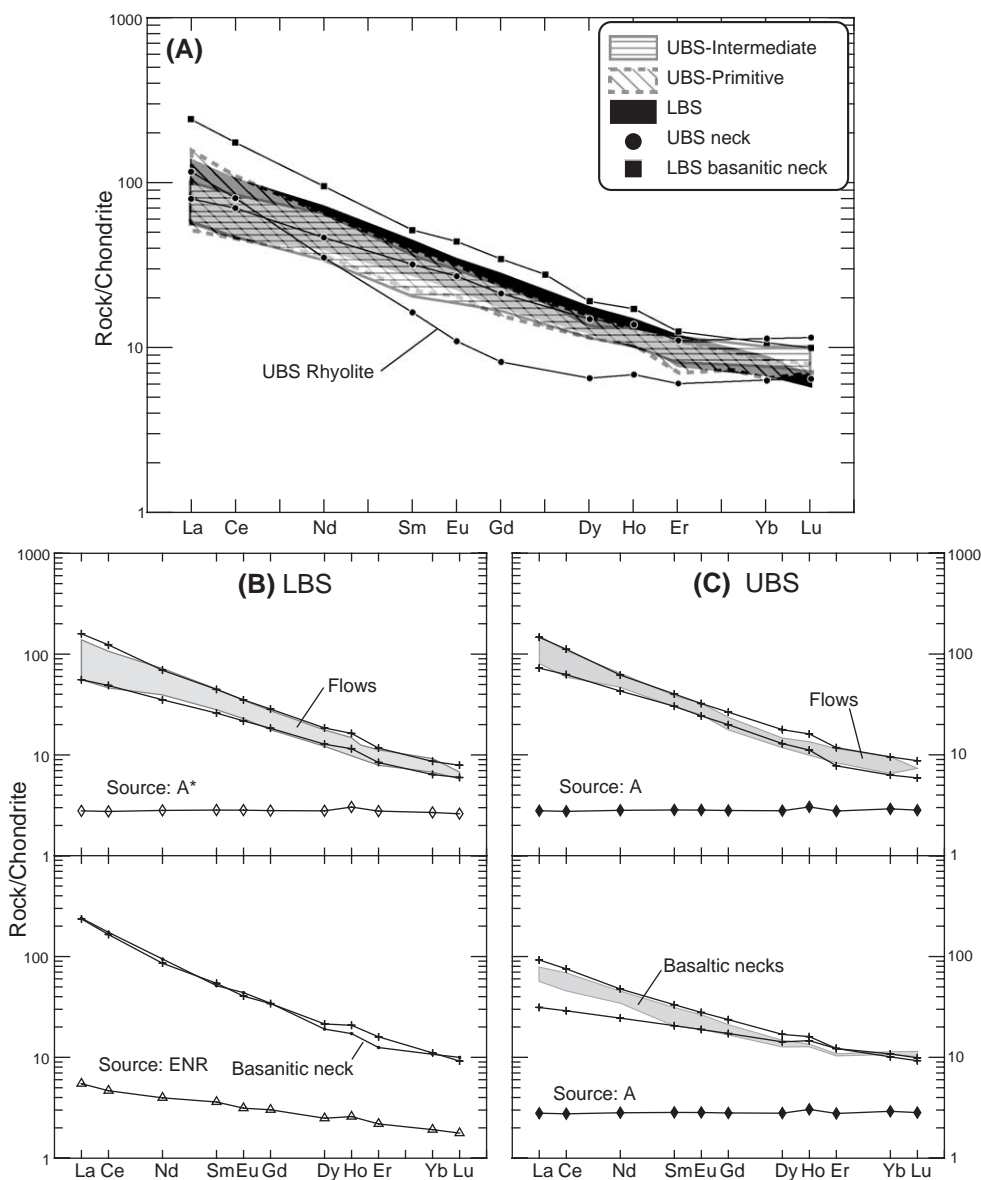 1000
(A)
UBS-Intermediate
UBS-Primitive
LBS
UBS neck
LBS basanitic neck
100
Rock/Chondrite
10
UBS Rhyolite
1
La Ce Nd Sm Eu Gd Dy Ho Er Yb Lu
1000
(B) LBS
100
Flows
10
Source: A*
1
100
Rock/Chondrite
10
Source: ENR
Basanitic neck
1
La Ce Nd Sm Eu Gd Dy Ho Er Yb Lu
(C) UBS
1000
100
Flows
10
Source: A
1
100
Basaltic necks
10
Source: A
1
La Ce Nd Sm Eu Gd Dy Ho Er Yb Lu